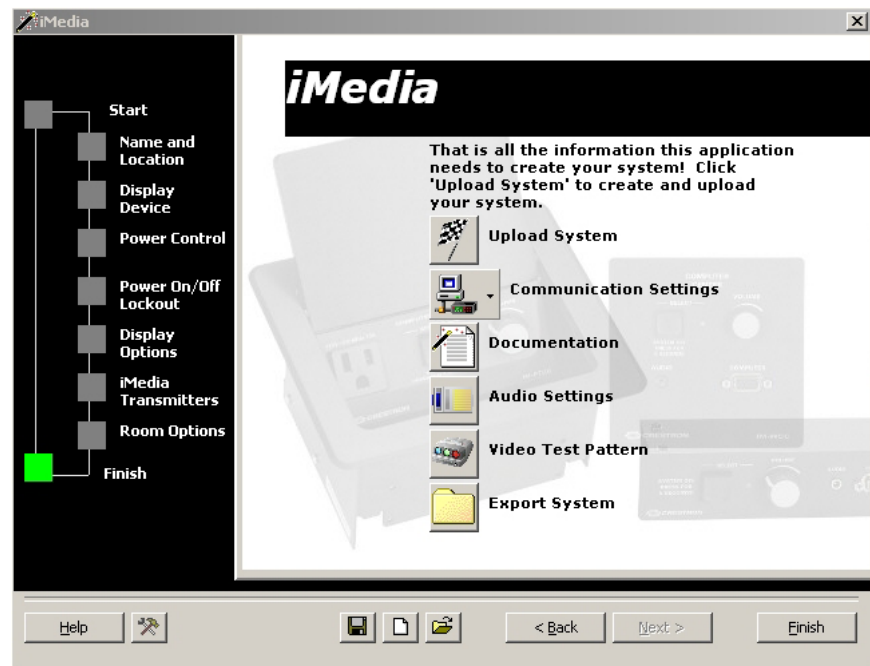 iMedia
Start
Name and
Location
Display
Device
Power Control
Power On/Off
Lockout
Display
Options
iMedia
Transmitters
Room Options
Finish
iMedia
That is all the information this application
needs to create your system! Click
'Upload System' to create and upload
your system.
Upload System
Communication Settings
Documentation
Audio Settings
Video Test Pattern
Export System
Help
< Back
Next >
Finish